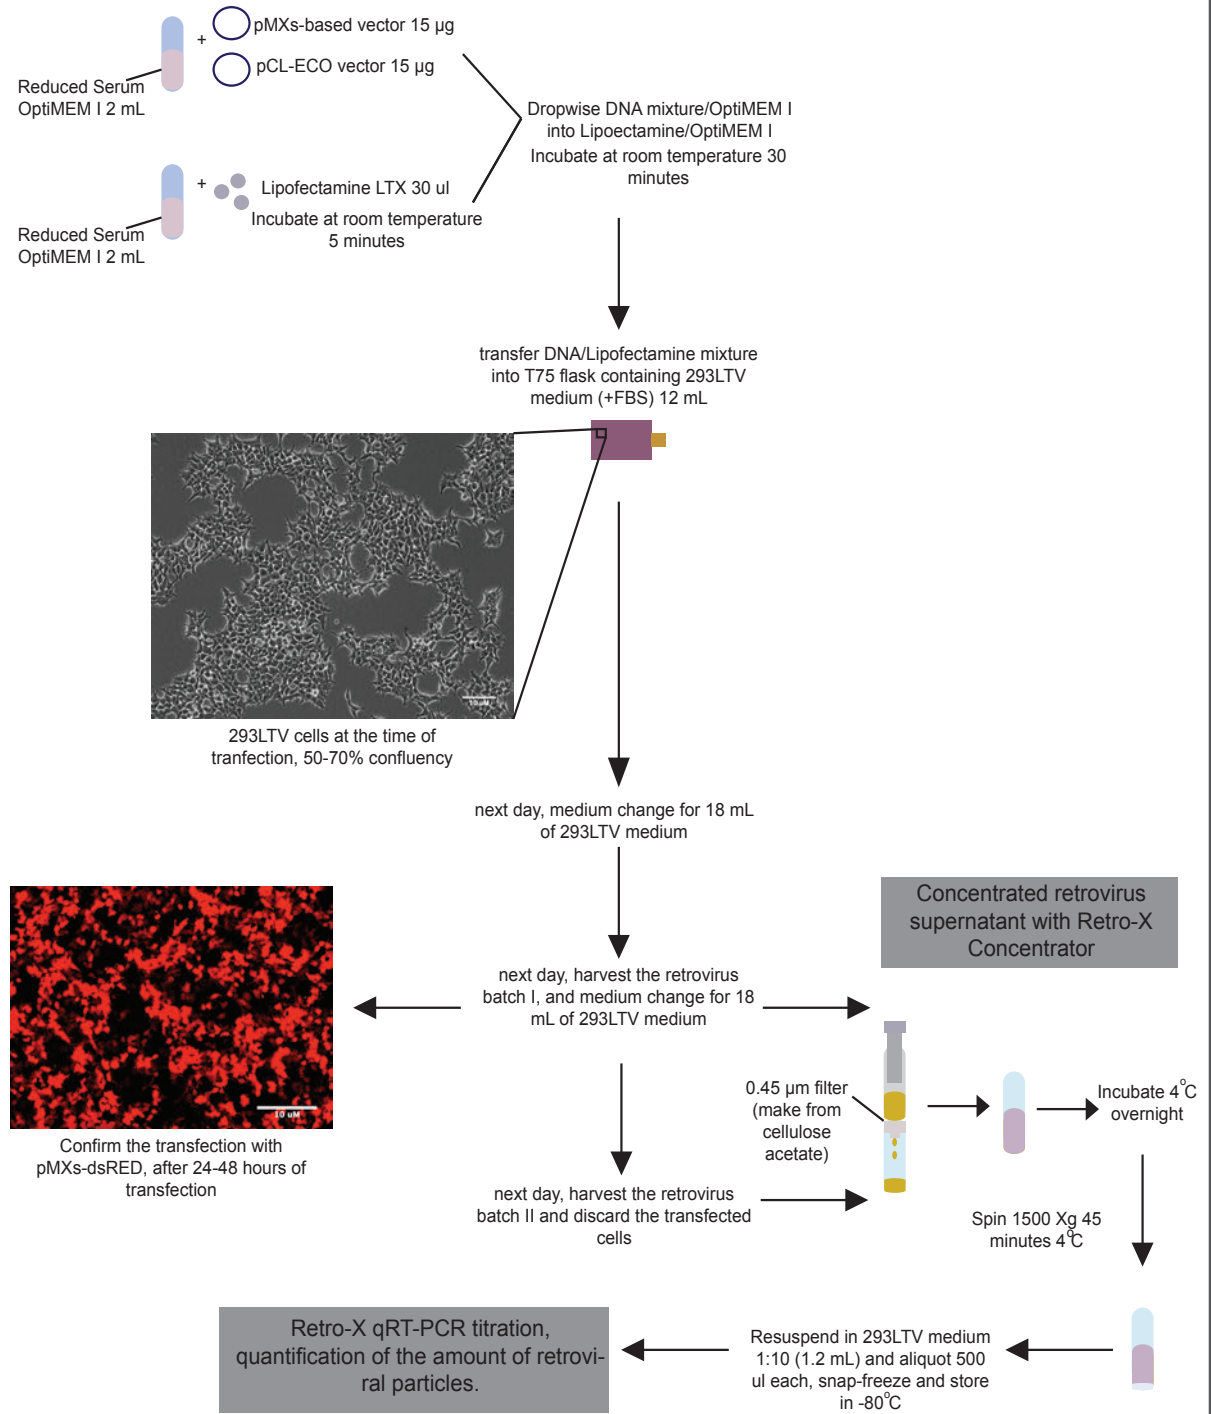 pMXs-based vector 15 µg
+
pCL-ECO vector 15 µg
Reduced Serum
OptiMEM I 2 mL
Dropwise DNA mixture/OptiMEM I
into Lipoectamine/OptiMEM I
Incubate at room temperature 30
minutes
+
Lipofectamine LTX 30 ul
Incubate at room temperature
5 minutes
Reduced Serum
OptiMEM I 2 mL
transfer DNA/Lipofectamine mixture
into T75 flask containing 293LTV
medium (+FBS) 12 mL
10 uM
293LTV cells at the time of
tranfection, 50-70% confluency
next day, medium change for 18 mL
of 293LTV medium
Concentrated retrovirus
supernatant with Retro-X
Concentrator
next day, harvest the retrovirus
batch I, and medium change for 18
mL of 293LTV medium
10 uM
Confirm the transfection with
pMXs-dsRED, after 24-48 hours of
transfection
0.45 µm filter
(make from
cellulose
acetate)
Incubate 4°C
overnight
next day, harvest the retrovirus
batch II and discard the transfected
cells
Spin 1500 Xg 45
minutes 4°C
Retro-X qRT-PCR titration,
quantification of the amount of retrovi-
ral particles.
Resuspend in 293LTV medium
1:10 (1.2 mL) and aliquot 500
ul each, snap-freeze and store
in -80°C